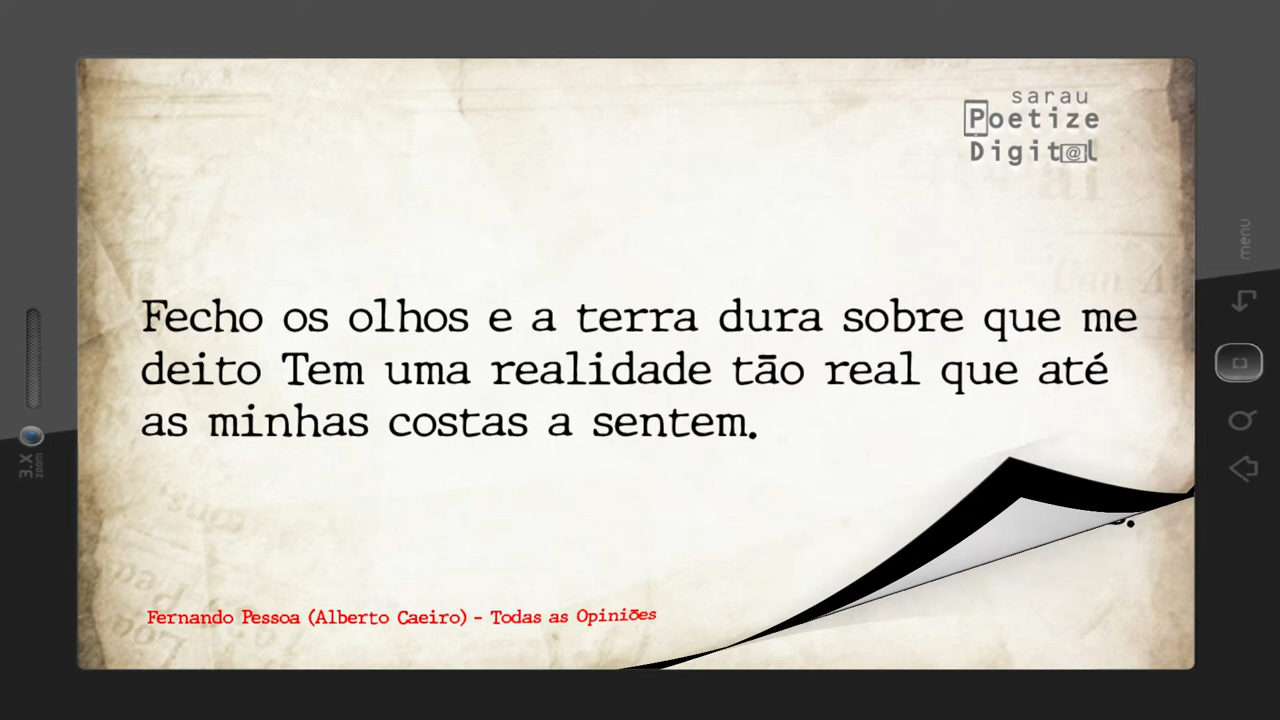 sarau
Poetize
Digit@l
menu
Fecho os olhos e a terra dura sobre que me
deito Tem uma realidade tão real que até
as minhas costas a sentem.
3.X
zoom
Fernando Pessoa (Alberto Caeiro) - Todas as Opiniões